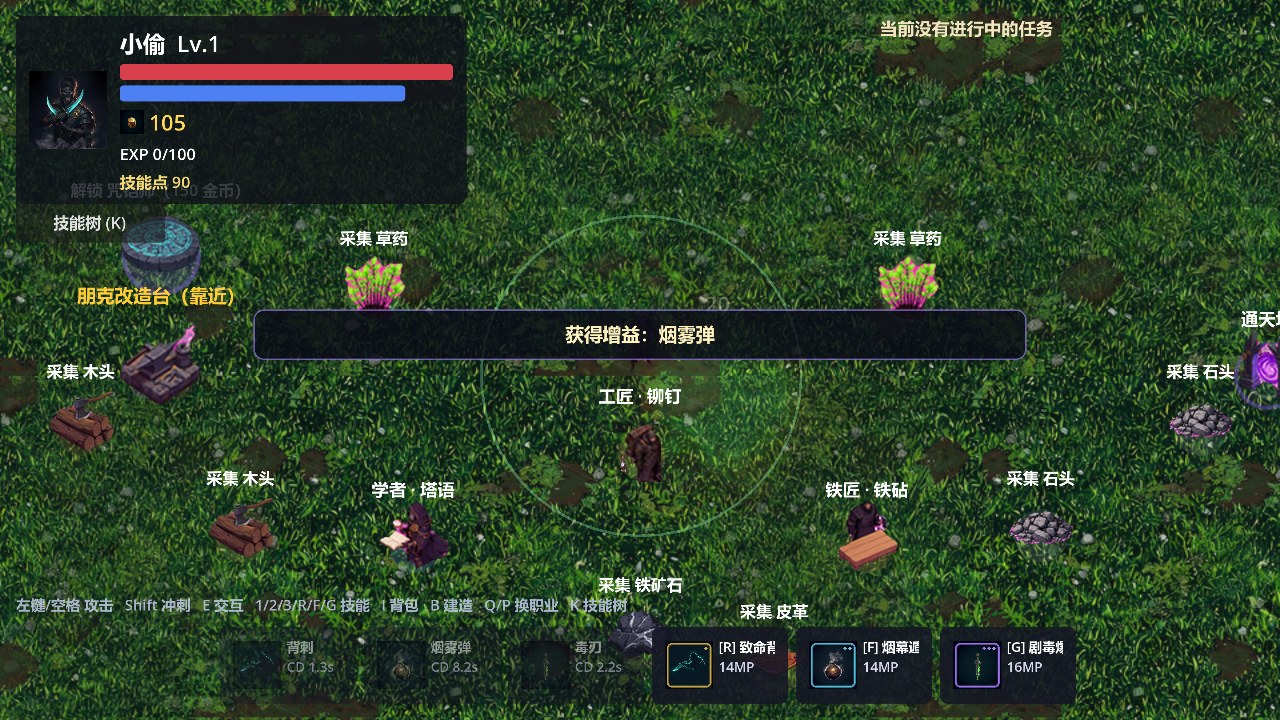 小偷 Lv.1
当前没有进行中的任务
105
EXP 0/100
技能点 90
技能树 (K)
采集 草药
采集 草药
朋克改造台（靠近）
20
获得增益：烟雾弹
采集 木头
采集 石头
工匠 · 铆钉
采集 木头
学者 · 塔语
铁匠 · 铁砧
采集 石头
采集 铁矿石
左键/空格 攻击 Shift 冲刺 E 交互 1/2/3/R/F/G 技能 I 背包 B 建造 Q/P 换职业 K 技能树
采集 皮革
背刺
CD 1.3s
烟雾弹
CD 8.2s
毒刃
CD 2.2s
[R] 致命背
14MP
[F] 烟幕遁
14MP
[G] 剧毒爆
16MP